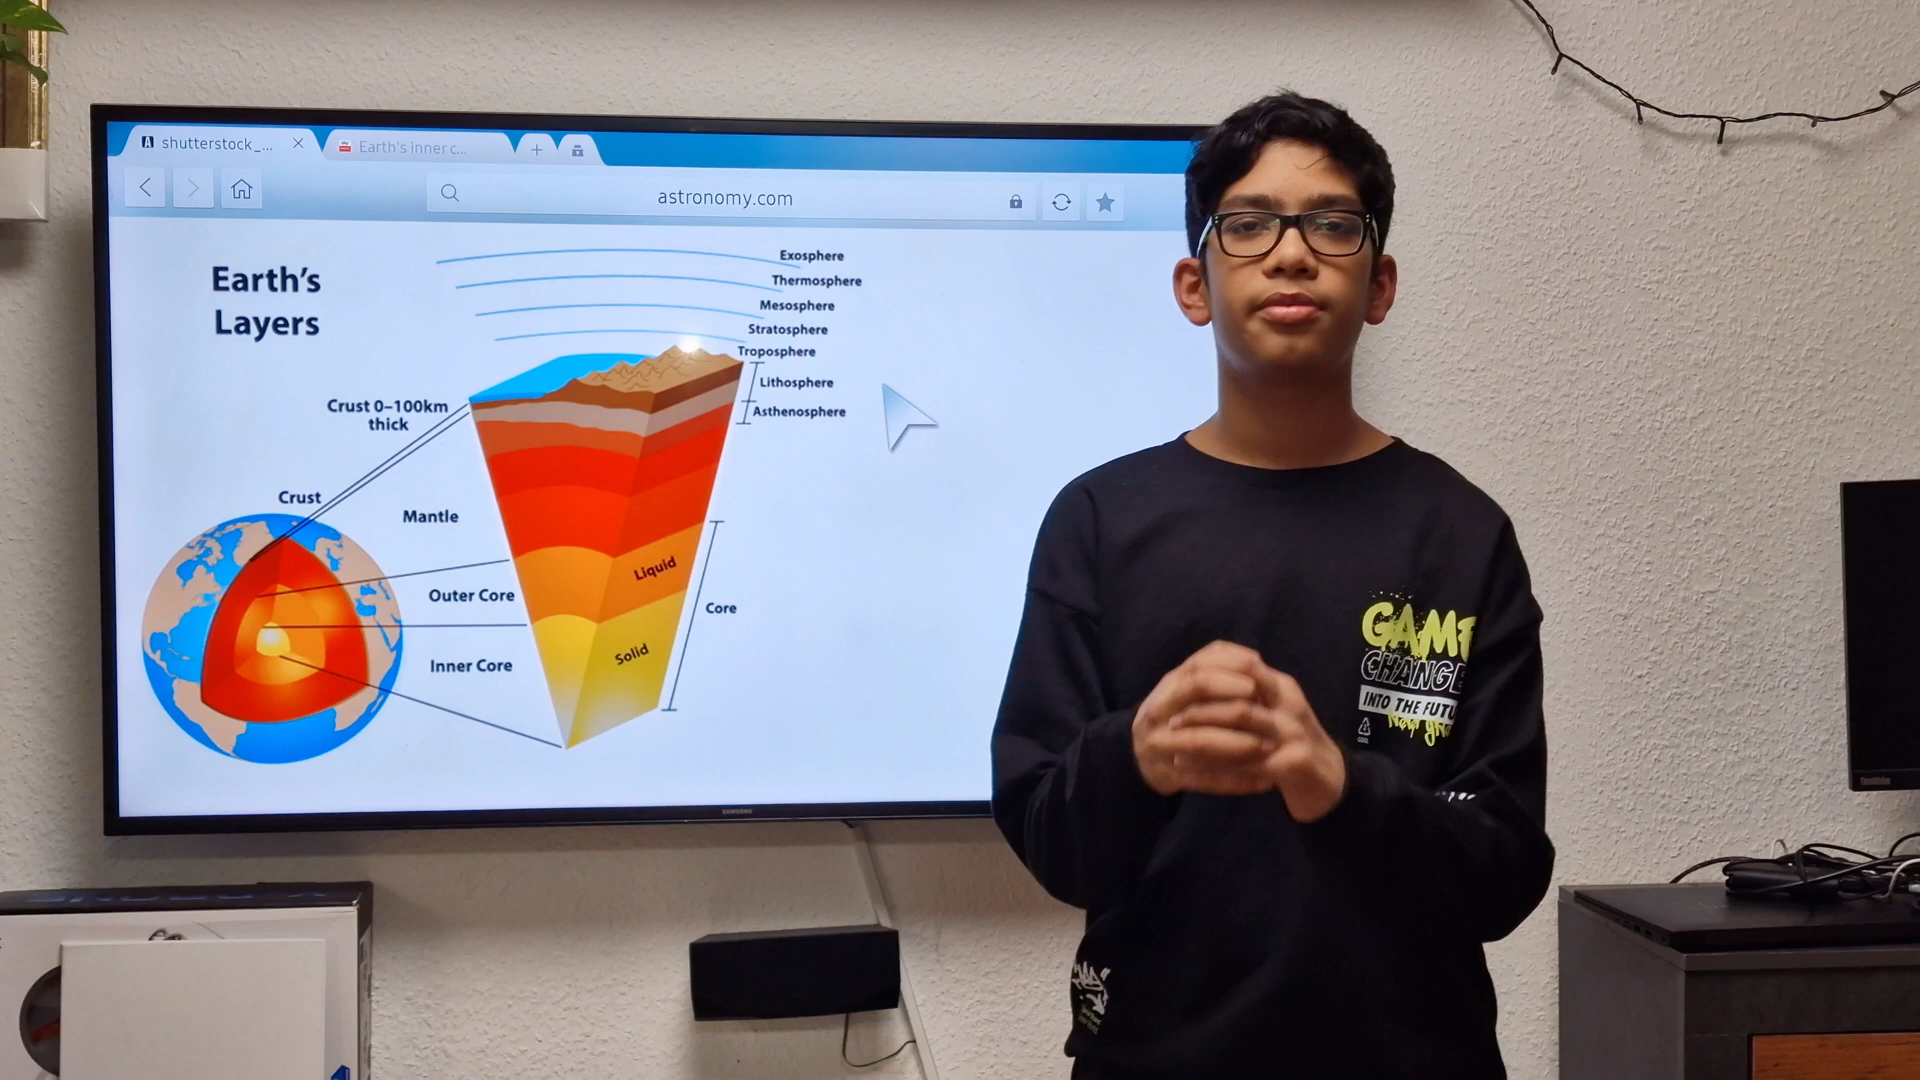 shutterstock_...
Earth's inner c...
astronomy.com
Earth's
Layers
Exosphere
Thermosphere
Mesosphere
Stratosphere
Troposphere
Lithosphere
Asthenosphere
Crust 0–100km
thick
Crust
Mantle
Outer Core
Inner Core
Liquid
Solid
Core
SAMSUNG
GAME
CHANGE
INTO THE FUTU